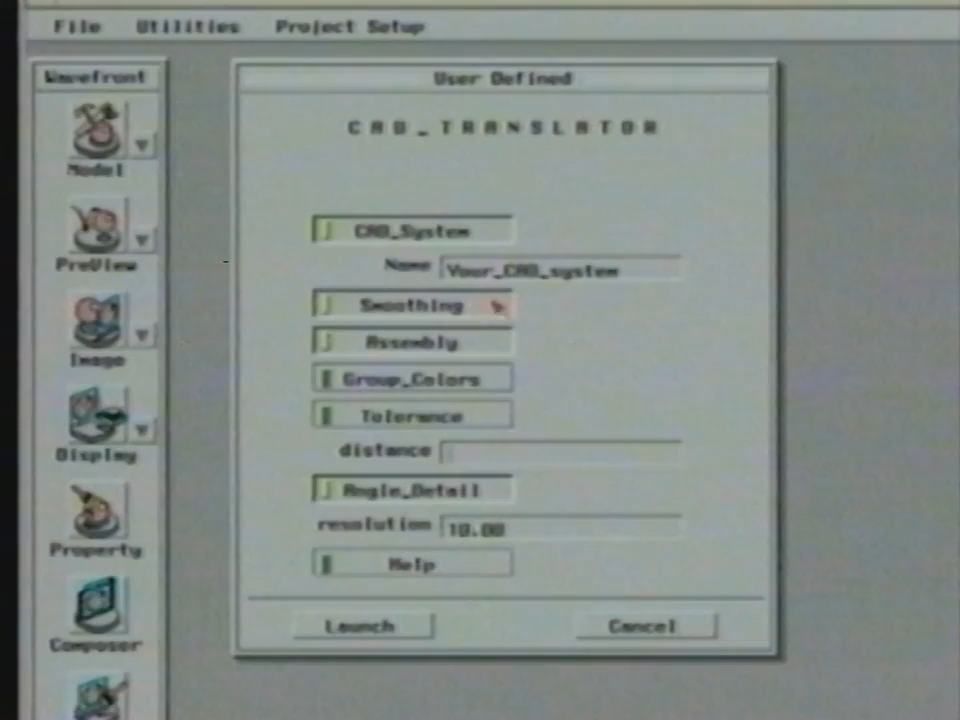 File Utilities Project Setup
Wavefront
Model
PreView
Image
Display
Property
Composer
User Defined
CAD_TRANSLATOR
CAD_System
Name Your_CAD_system
Smoothing
Assembly
Group_Colors
Tolerance
distance
Angle_Detail
resolution 10.00
Help
Launch Cancel